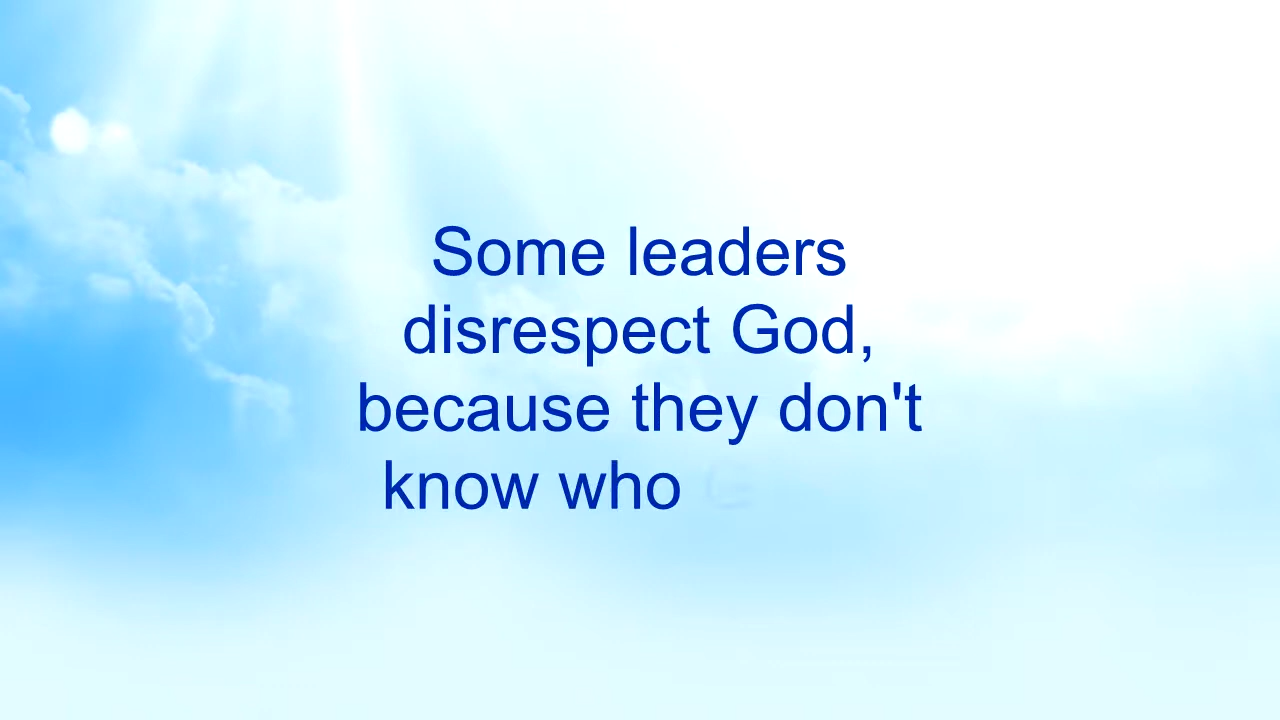 Some leaders
disrespect God,
because they don't
know who